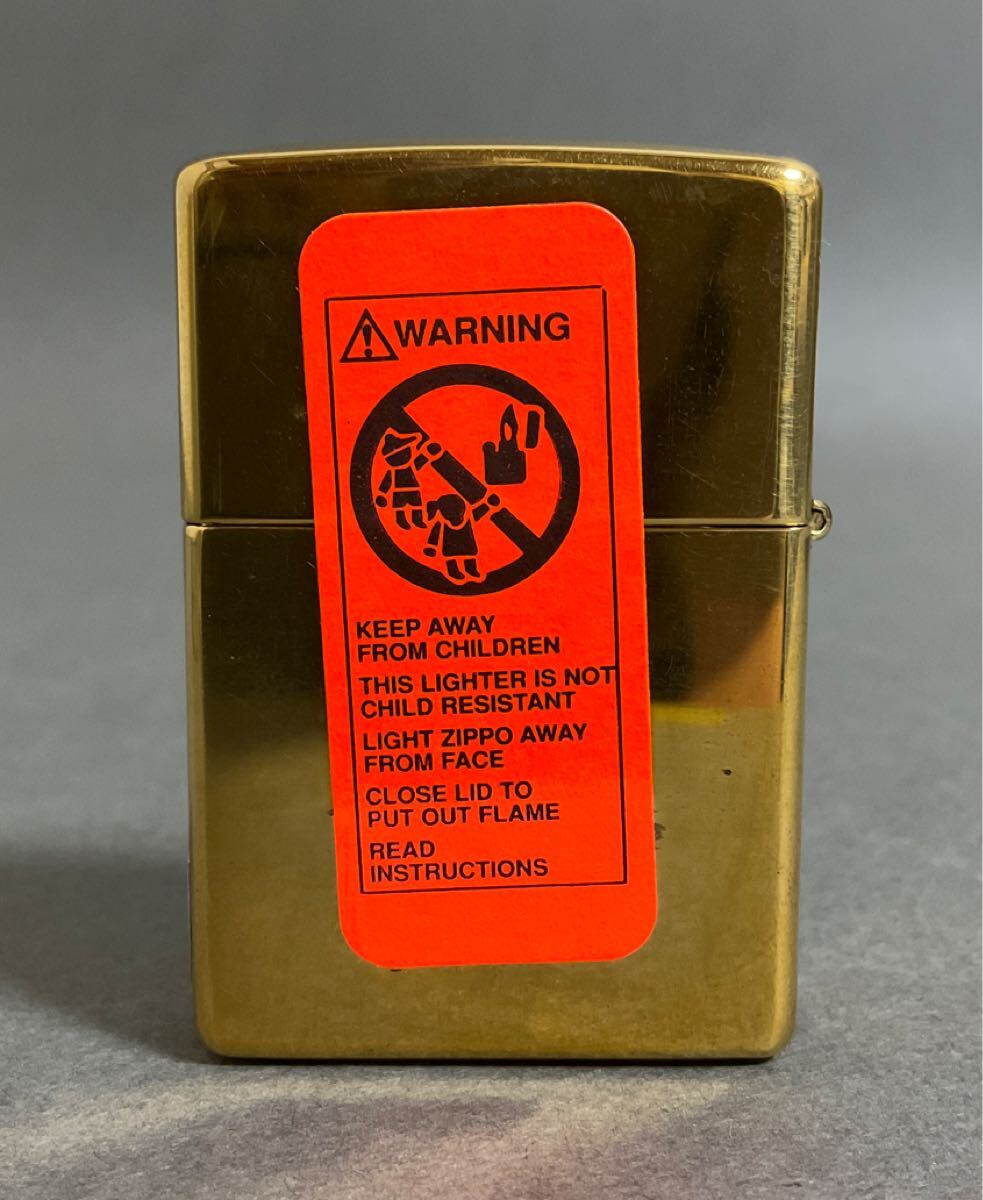 WARNING
KEEP AWAY
FROM CHILDREN
THIS LIGHTER IS NOT
CHILD RESISTANT
LIGHT ZIPPO AWAY
FROM FACE
CLOSE LID TO
PUT OUT FLAME
READ
INSTRUCTIONS